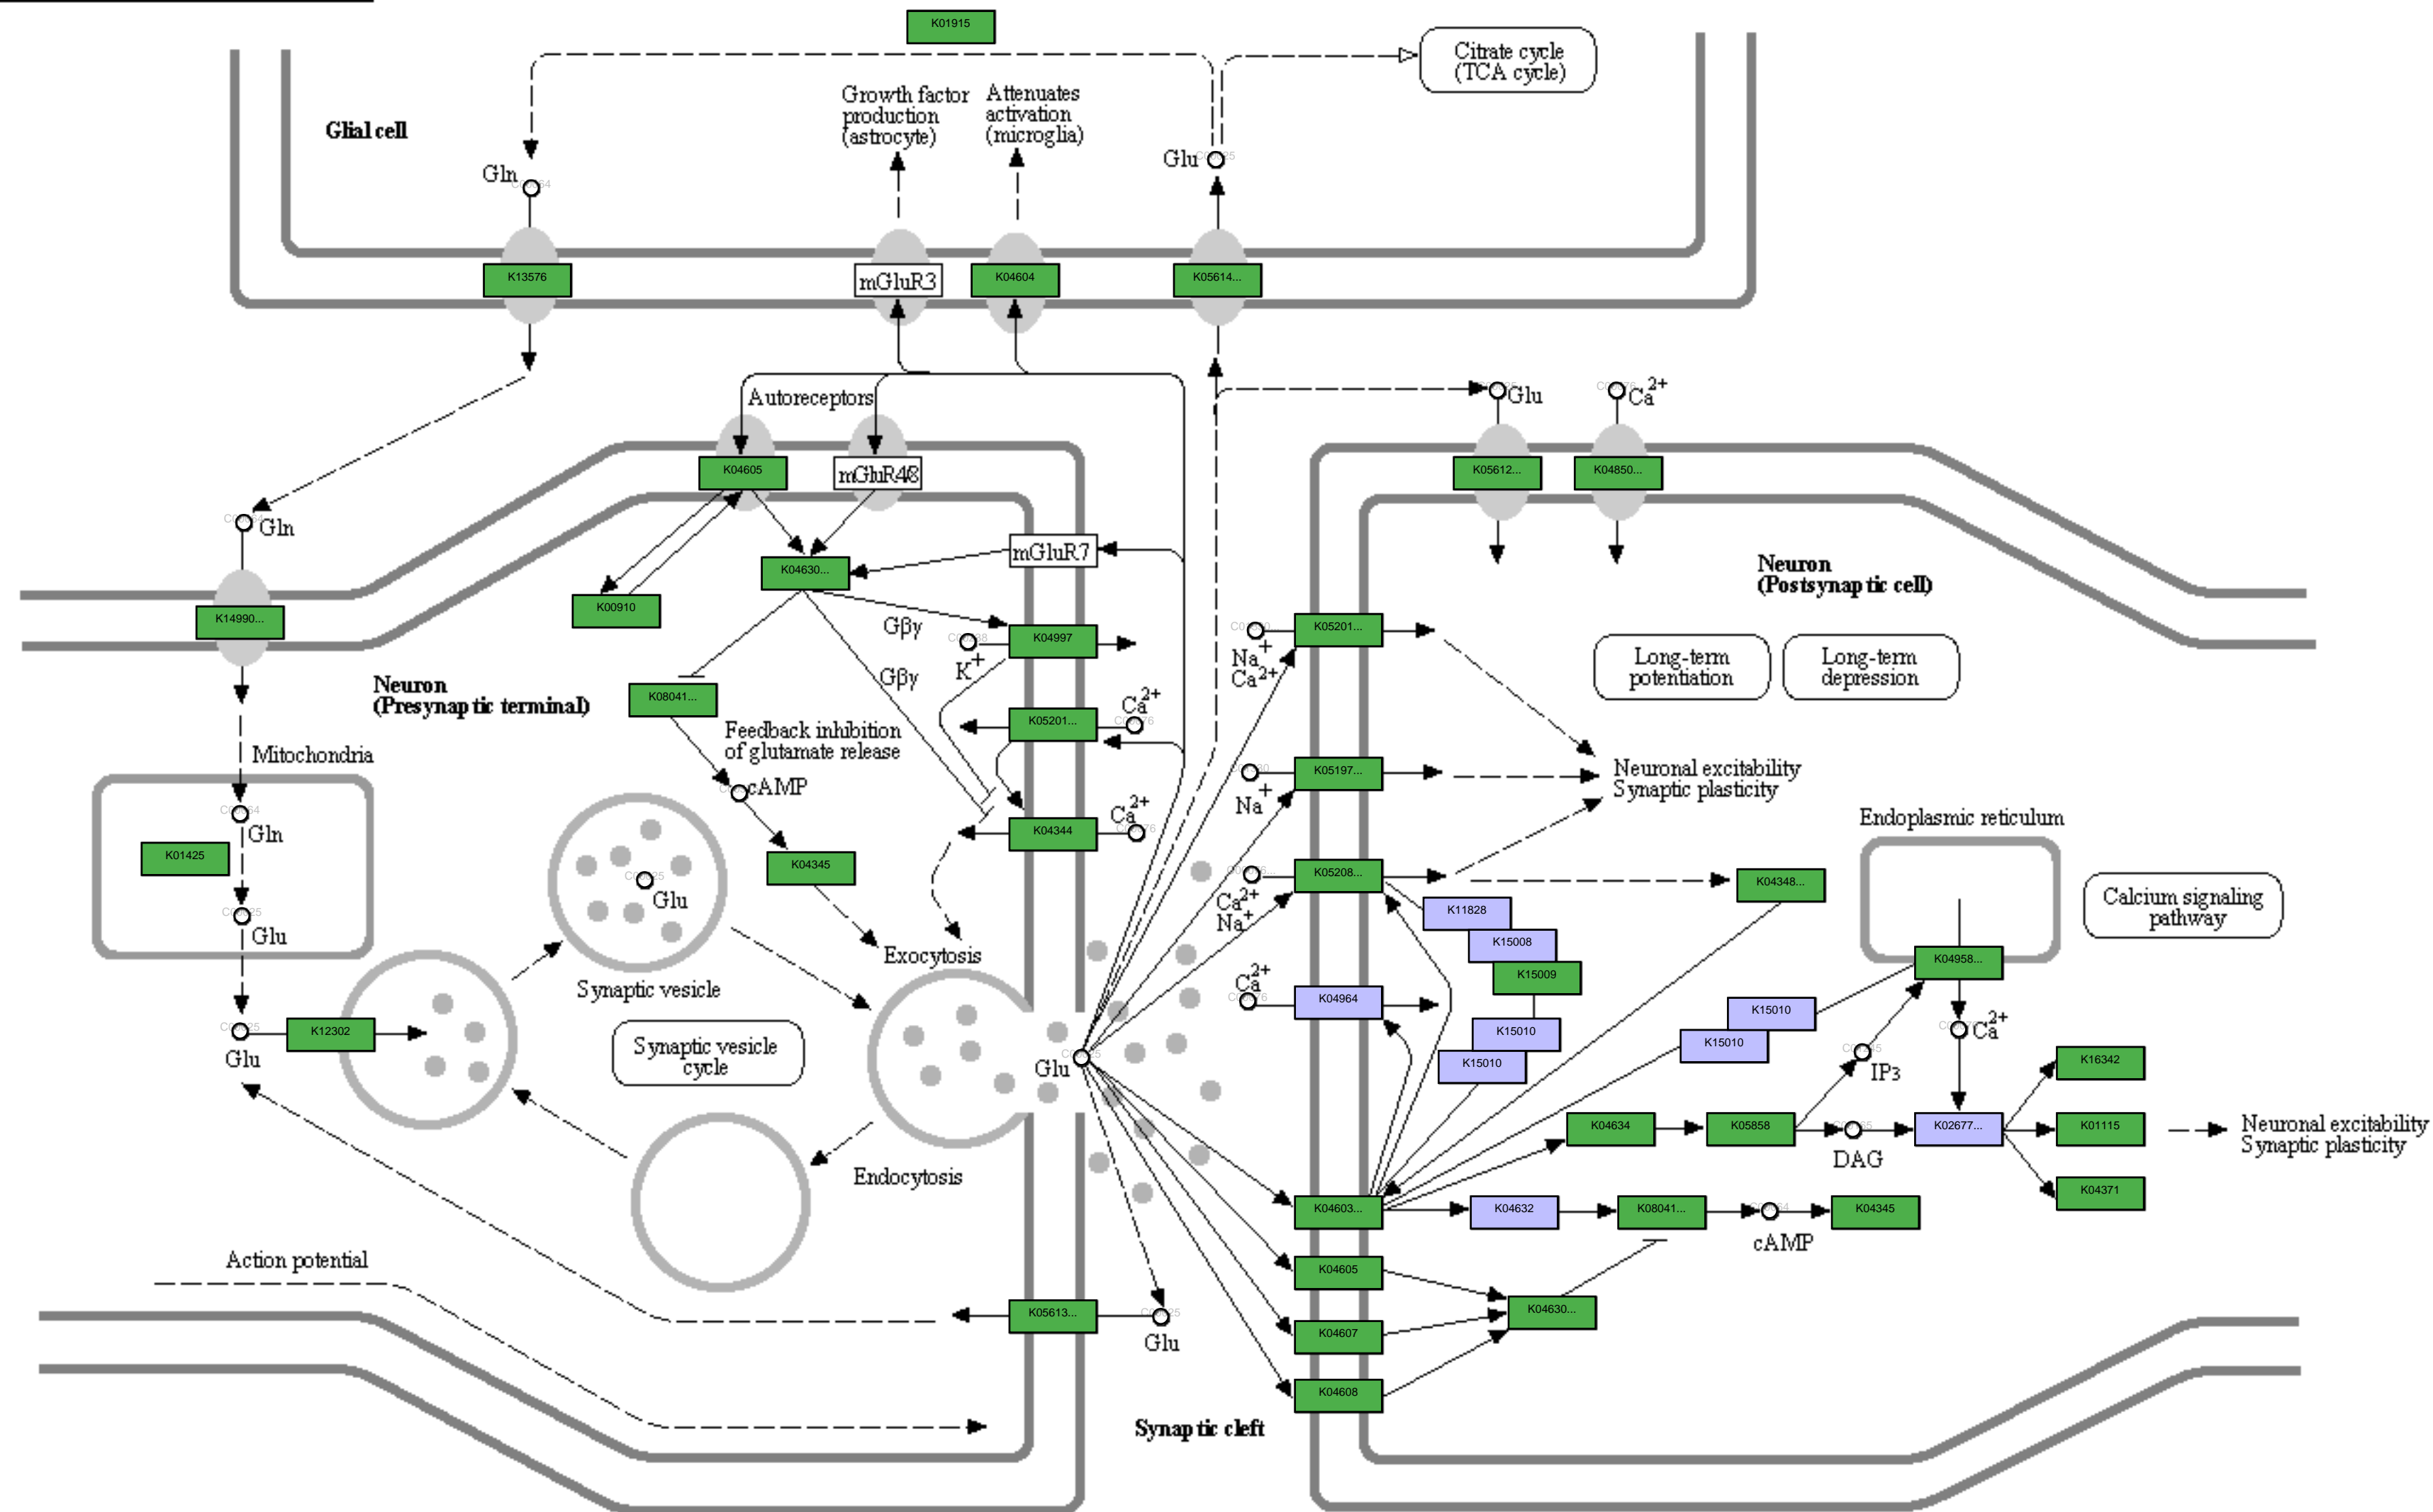 K01915
Citrate cycle
(TCA cycle)
Growth factor
production
(astrocyte)
Attenuates
activation
(microglia)
Glial cell
Gln
Glu
K13576
mGluR3
K04604
K05614...
Autoreceptors
Glu
Ca2+
K04605
mGluR4/8
K05612...
K04850...
Gln
mGluR7
K04630...
Neuron
(Postsynaptic cell)
K00910
K14990...
Gβγ
K+
K04997
K05201...
Na+
Ca2+
Long-term
potentiation
Long-term
depression
Gβγ
Neuron
(Presynaptic terminal)
K08041...
K05201...
Ca2+
Feedback inhibition
of glutamate release
Mitochondria
cAMP
K05197...
Na+
Neuronal excitability
Synaptic plasticity
Gln
K04344
Ca2+
Endoplasmic reticulum
K01425
K04345
Glu
K05208...
Ca2+
Na+
K04348...
K11828
Calcium signaling
pathway
Glu
K15008
Exocytosis
K15009
K04958...
Synaptic vesicle
Ca2+
K04964
K15010
K15010
K12302
Glu
Synaptic vesicle
cycle
Glu
K15010
K15010
Ca2+
IP3
K16342
K04634
K05858
DAG
K02677...
K01115
Neuronal excitability
Synaptic plasticity
Endocytosis
K04371
K04603...
K04632
K08041...
cAMP
K04345
Action potential
K04605
K05613...
Glu
K04630...
K04607
K04608
Synaptic cleft